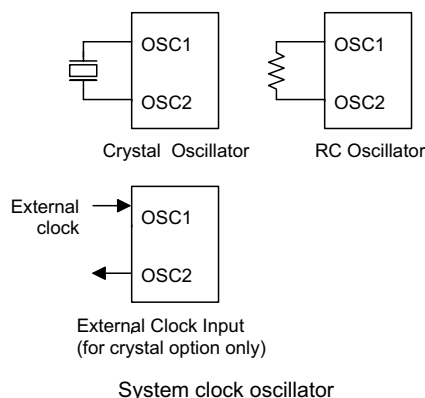 OSC1
OSC2
Crystal Oscillator
OSC1
OSC2
RC Oscillator
External
clock
OSC1
OSC2
External Clock Input
(for crystal option only)
System clock oscillator